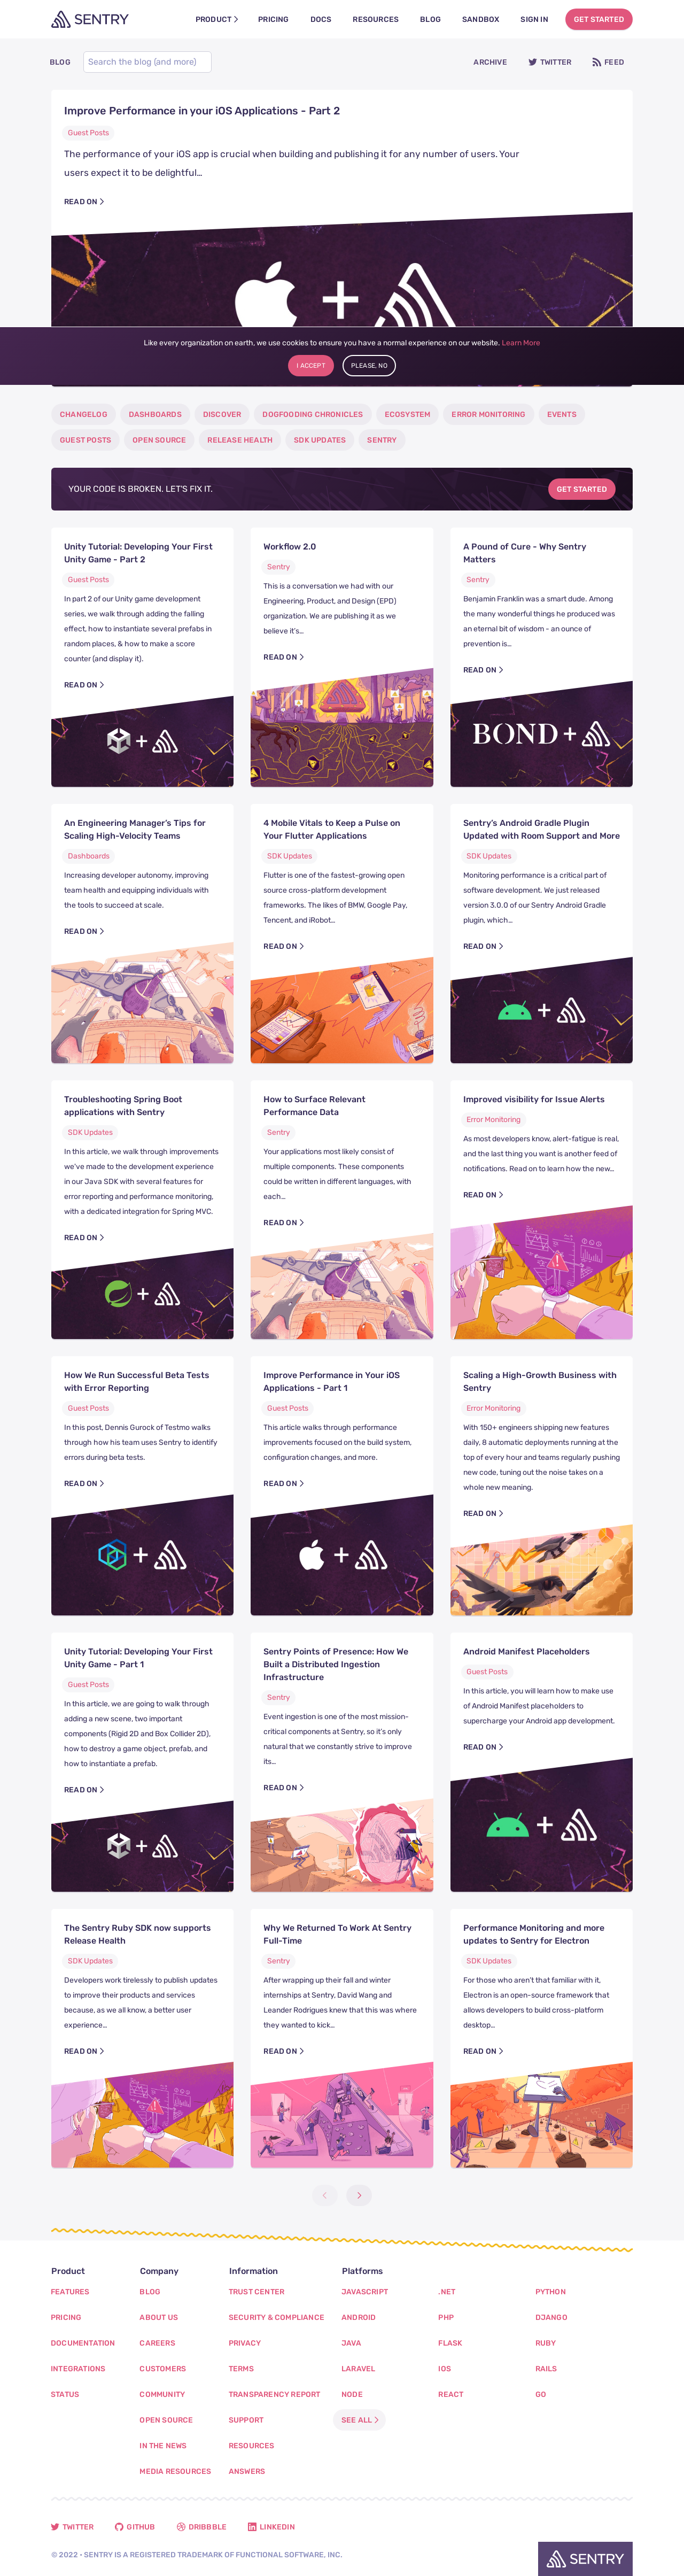 SENTRY
PRODUCT
PRICING
DOCS
RESOURCES
BLOG
SANDBOX
SIGN IN
GET STARTED
BLOG
Search the blog (and more)
ARCHIVE
TWITTER
FEED
Improve Performance in your iOS Applications - Part 2
Guest Posts
The performance of your iOS app is crucial when building and publishing it for any number of users. Your
users expect it to be delightful…
READ ON
Like every organization on earth, we use cookies to ensure you have a normal experience on our website. Learn More
I ACCEPT
PLEASE, NO
CHANGELOG
DASHBOARDS
DISCOVER
DOGFOODING CHRONICLES
ECOSYSTEM
ERROR MONITORING
EVENTS
GUEST POSTS
OPEN SOURCE
RELEASE HEALTH
SDK UPDATES
SENTRY
YOUR CODE IS BROKEN. LET'S FIX IT.
GET STARTED
Unity Tutorial: Developing Your First
Unity Game - Part 2
Guest Posts
In part 2 of our Unity game development
series, we walk through adding the falling
effect, how to instantiate several prefabs in
random places, & how to make a score
counter (and display it).
READ ON
Workflow 2.0
Sentry
This is a conversation we had with our
Engineering, Product, and Design (EPD)
organization. We are publishing it as we
believe it's…
READ ON
A Pound of Cure - Why Sentry
Matters
Sentry
Benjamin Franklin was a smart dude. Among
the many wonderful things he produced was
an eternal bit of wisdom - an ounce of
prevention is…
READ ON
BOND +
An Engineering Manager's Tips for
Scaling High-Velocity Teams
Dashboards
Increasing developer autonomy, improving
team health and equipping individuals with
the tools to succeed at scale.
READ ON
4 Mobile Vitals to Keep a Pulse on
Your Flutter Applications
SDK Updates
Flutter is one of the fastest-growing open
source cross-platform development
frameworks. The likes of BMW, Google Pay,
Tencent, and iRobot…
READ ON
Sentry's Android Gradle Plugin
Updated with Room Support and More
SDK Updates
Monitoring performance is a critical part of
software development. We just released
version 3.0.0 of our Sentry Android Gradle
plugin, which…
READ ON
Troubleshooting Spring Boot
applications with Sentry
SDK Updates
In this article, we walk through improvements
we've made to the development experience
in our Java SDK with several features for
error reporting and performance monitoring,
with a dedicated integration for Spring MVC.
READ ON
How to Surface Relevant
Performance Data
Sentry
Your applications most likely consist of
multiple components. These components
could be written in different languages, with
each…
READ ON
Improved visibility for Issue Alerts
Error Monitoring
As most developers know, alert-fatigue is real,
and the last thing you want is another feed of
notifications. Read on to learn how the new…
READ ON
How We Run Successful Beta Tests
with Error Reporting
Guest Posts
In this post, Dennis Gurock of Testmo walks
through how his team uses Sentry to identify
errors during beta tests.
READ ON
Improve Performance in Your iOS
Applications - Part 1
Guest Posts
This article walks through performance
improvements focused on the build system,
configuration changes, and more.
READ ON
Scaling a High-Growth Business with
Sentry
Error Monitoring
With 150+ engineers shipping new features
daily, 8 automatic deployments running at the
top of every hour and teams regularly pushing
new code, tuning out the noise takes on a
whole new meaning.
READ ON
Unity Tutorial: Developing Your First
Unity Game - Part 1
Guest Posts
In this article, we are going to walk through
adding a new scene, two important
components (Rigid 2D and Box Collider 2D),
how to destroy a game object, prefab, and
how to instantiate a prefab.
READ ON
Sentry Points of Presence: How We
Built a Distributed Ingestion
Infrastructure
Sentry
Event ingestion is one of the most mission-
critical components at Sentry, so it's only
natural that we constantly strive to improve
its…
READ ON
Android Manifest Placeholders
Guest Posts
In this article, you will learn how to make use
of Android Manifest placeholders to
supercharge your Android app development.
READ ON
The Sentry Ruby SDK now supports
Release Health
SDK Updates
Developers work tirelessly to publish updates
to improve their products and services
because, as we all know, a better user
experience…
READ ON
Why We Returned To Work At Sentry
Full-Time
Sentry
After wrapping up their fall and winter
internships at Sentry, David Wang and
Leander Rodrigues knew that this was where
they wanted to kick…
READ ON
Performance Monitoring and more
updates to Sentry for Electron
SDK Updates
For those who aren't that familiar with it,
Electron is an open-source framework that
allows developers to build cross-platform
desktop…
READ ON
Product
FEATURES
PRICING
DOCUMENTATION
INTEGRATIONS
STATUS
Company
BLOG
ABOUT US
CAREERS
CUSTOMERS
COMMUNITY
OPEN SOURCE
IN THE NEWS
MEDIA RESOURCES
Information
TRUST CENTER
SECURITY & COMPLIANCE
PRIVACY
TERMS
TRANSPARENCY REPORT
SUPPORT
RESOURCES
ANSWERS
Platforms
JAVASCRIPT
ANDROID
JAVA
LARAVEL
NODE
SEE ALL
.NET
PHP
FLASK
IOS
REACT
PYTHON
DJANGO
RUBY
RAILS
GO
TWITTER
GITHUB
DRIBBBLE
LINKEDIN
© 2022 • SENTRY IS A REGISTERED TRADEMARK OF FUNCTIONAL SOFTWARE, INC.
SENTRY